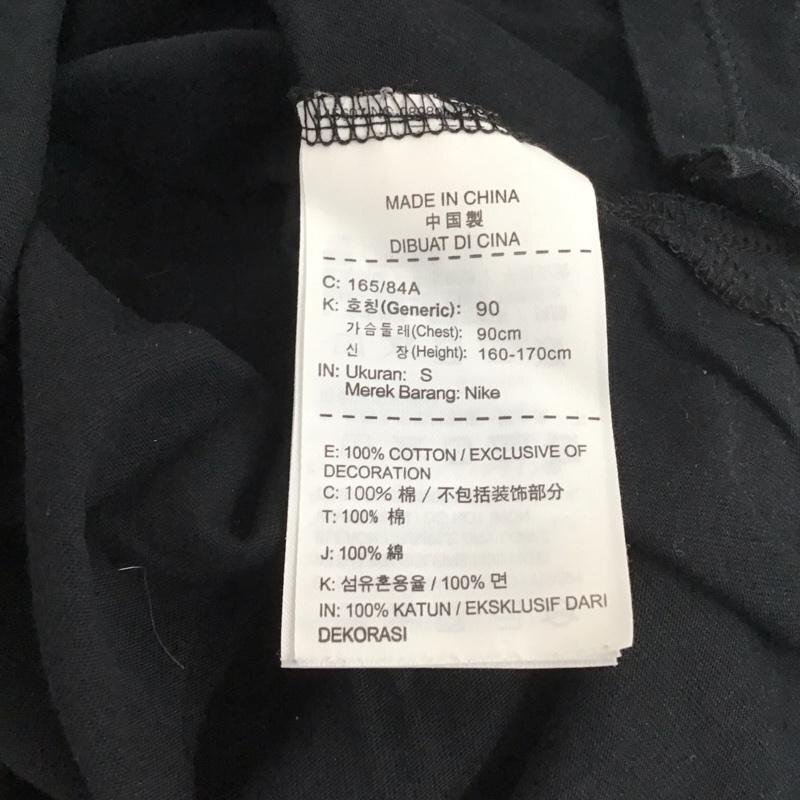 MADE IN CHINA
中国製
DIBUAT DI CINA
C: 165/84A
K: 호칭(Generic): 90
가슴둘레(Chest): 90cm
신 장(Height): 160-170cm
IN: Ukuran: S
Merek Barang: Nike
E: 100% COTTON / EXCLUSIVE OF
DECORATION
C: 100% 棉 / 不包括装饰部分
T: 100% 棉
J: 100% 綿
K: 섬유혼용율 / 100% 면
IN: 100% KATUN / EKSKLUSIF DARI
DEKORASI